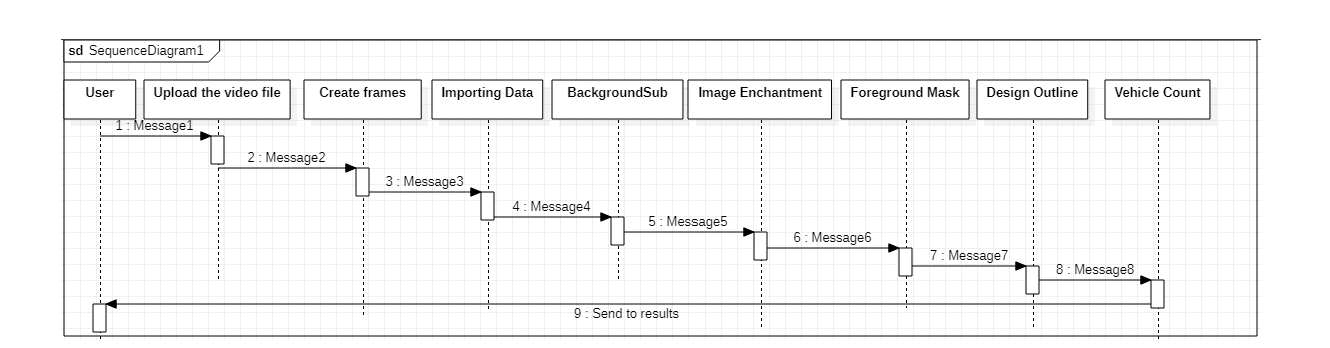 sd SequenceDiagram1
User
Upload the video file
Create frames
Importing Data
BackgroundSub
Image Enchantment
Foreground Mask
Design Outline
Vehicle Count
1 : Message1
2 : Message2
3 : Message3
4 : Message4
5 : Message5
6 : Message6
7 : Message7
8 : Message8
9 : Send to results